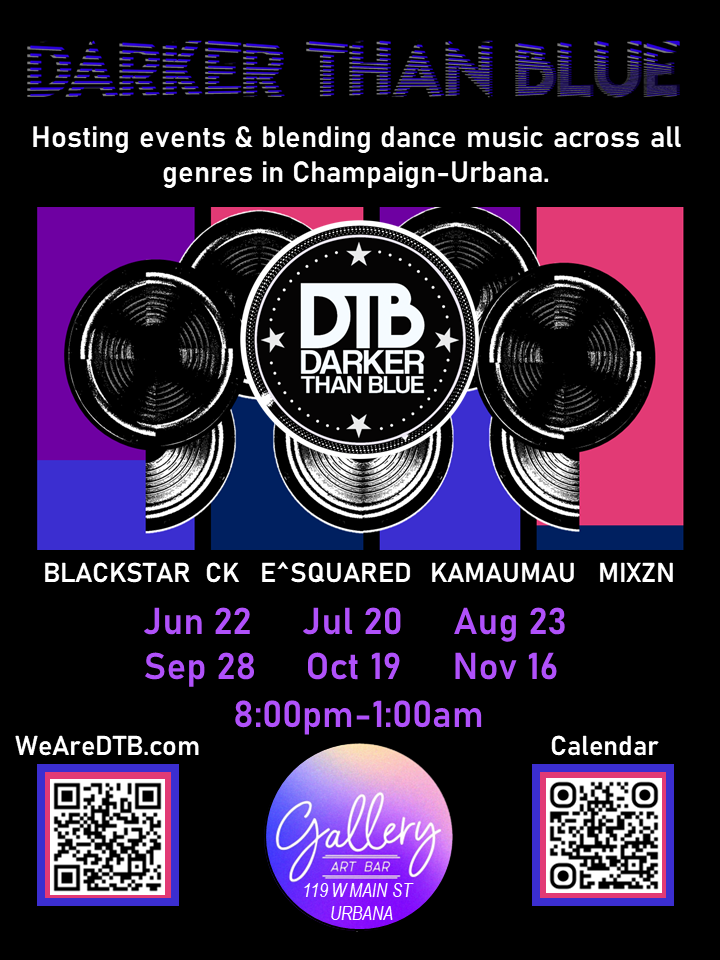 DARKER THAN BLUE
Hosting events & blending dance music across all
genres in Champaign-Urbana.
DTB
DARKER
THAN BLUE
BLACKSTAR CK E^SQUARED KAMAUMAU MIXZN
Jun 22 Jul 20 Aug 23
Sep 28 Oct 19 Nov 16
8:00pm-1:00am
WeAreDTB.com
Calendar
Gallery
ART BAR
119 W MAIN ST
URBANA